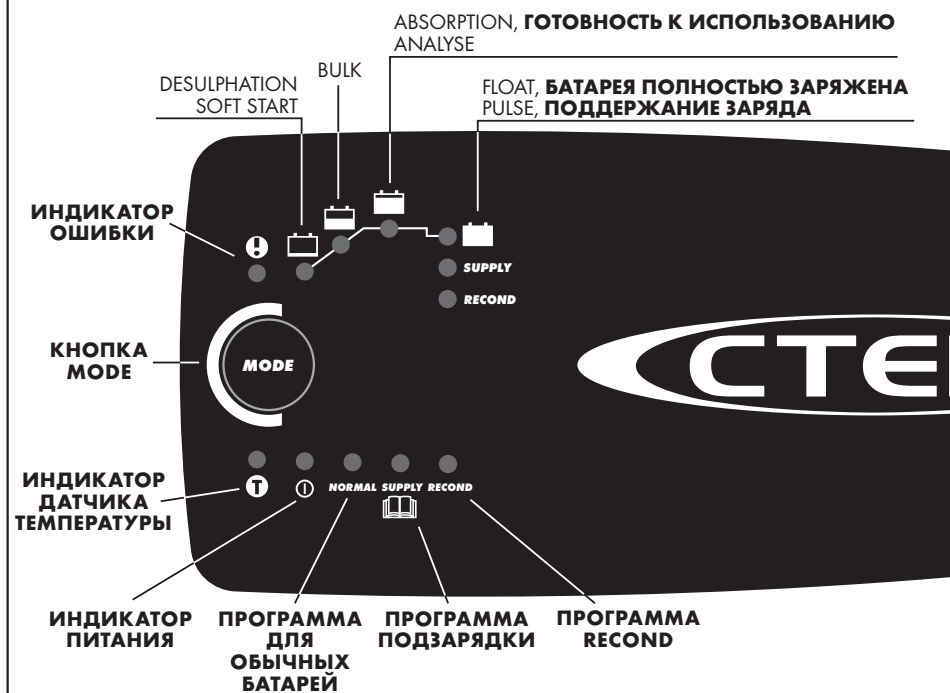 ABSORPTION, ГОТОВНОСТЬ К ИСПОЛЬЗОВАНИЮ
ANALYSE
BULK
DESULPHATION
SOFT START
FLOAT, БАТАРЕЯ ПОЛНОСТЬЮ ЗАРЯЖЕНА
PULSE, ПОДДЕРЖАНИЕ ЗАРЯДА
ИНДИКАТОР
ОШИБКИ
SUPPLY
RECOND
КНОПКА
MODE
MODE
CTE
ИНДИКАТОР
ДАТЧИКА
ТЕМПЕРАТУРЫ
T
NORMAL SUPPLY RECOND
ИНДИКАТОР
ПИТАНИЯ
ПРОГРАММА
ДЛЯ
ОБЫЧНЫХ
БАТАРЕЙ
ПРОГРАММА
ПОДЗАРЯДКИ
ПРОГРАММА
RECOND